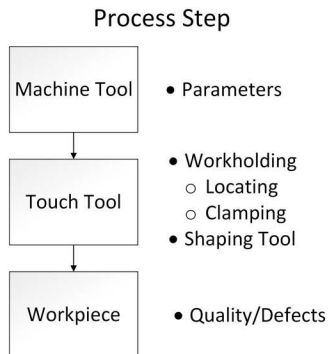 Process Step
Machine Tool
• Parameters
Touch Tool
• Workholding
○ Locating
○ Clamping
• Shaping Tool
Workpiece
• Quality/Defects